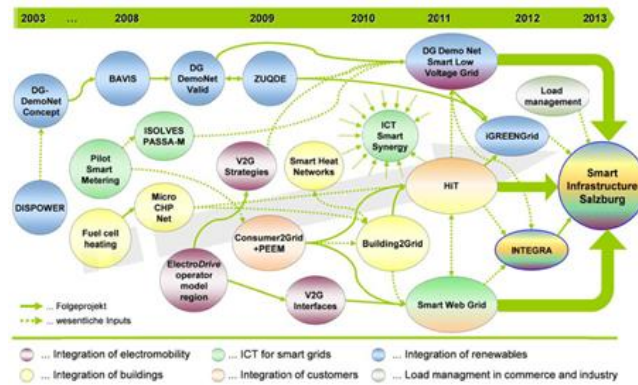 2003 ... 2008 2009 2010 2011 2012 2013
DG-
DemoNet
Concept
BAVIS
DG
DemoNet
Valid
ZUQDE
DG Demo Net
Smart Low
Voltage Grid
Load
management
ISOLVES
PASSA-M
ICT
Smart
Synergy
iGREENGrid
Pilot
Smart
Metering
V2G
Strategies
Smart Heat
Networks
HiT
Smart
Infrastructure
Salzburg
DISPOWER
Micro
CHP
Net
Fuel cell
heating
Consumer2Grid
+PEEM
Building2Grid
INTEGRA
ElectroDrive
operator
model
region
V2G
Interfaces
Smart Web Grid
... Folgeprojekt
... wesentliche Inputs
... Integration of electromobility
... ICT for smart grids
... Integration of renewables
... Integration of buildings
... Integration of customers
... Load managment in commerce and industry